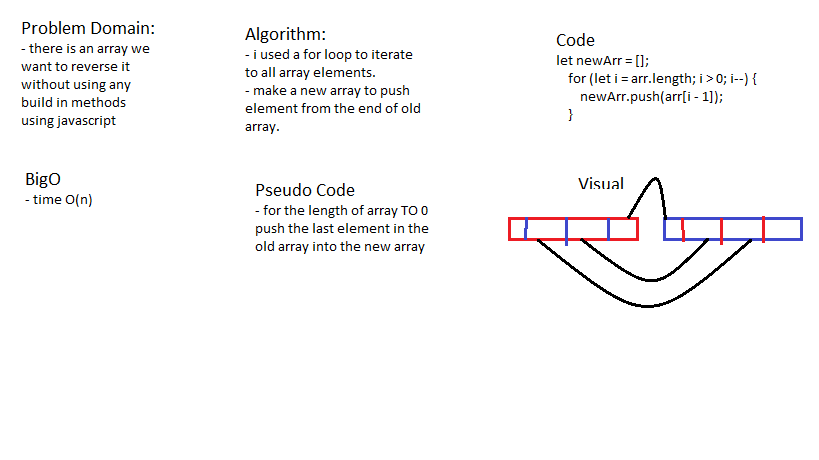 Problem Domain:
- there is an array we
want to reverse it
without using any
build in methods
using javascript
Algorithm:
- i used a for loop to iterate
to all array elements.
- make a new array to push
element from the end of old
array.
Code
let newArr = [];
for (let i = arr.length; i > 0; i--) {
newArr.push(arr[i - 1]);
}
BigO
- time O(n)
Pseudo Code
- for the length of array TO 0
push the last element in the
old array into the new array
Visual